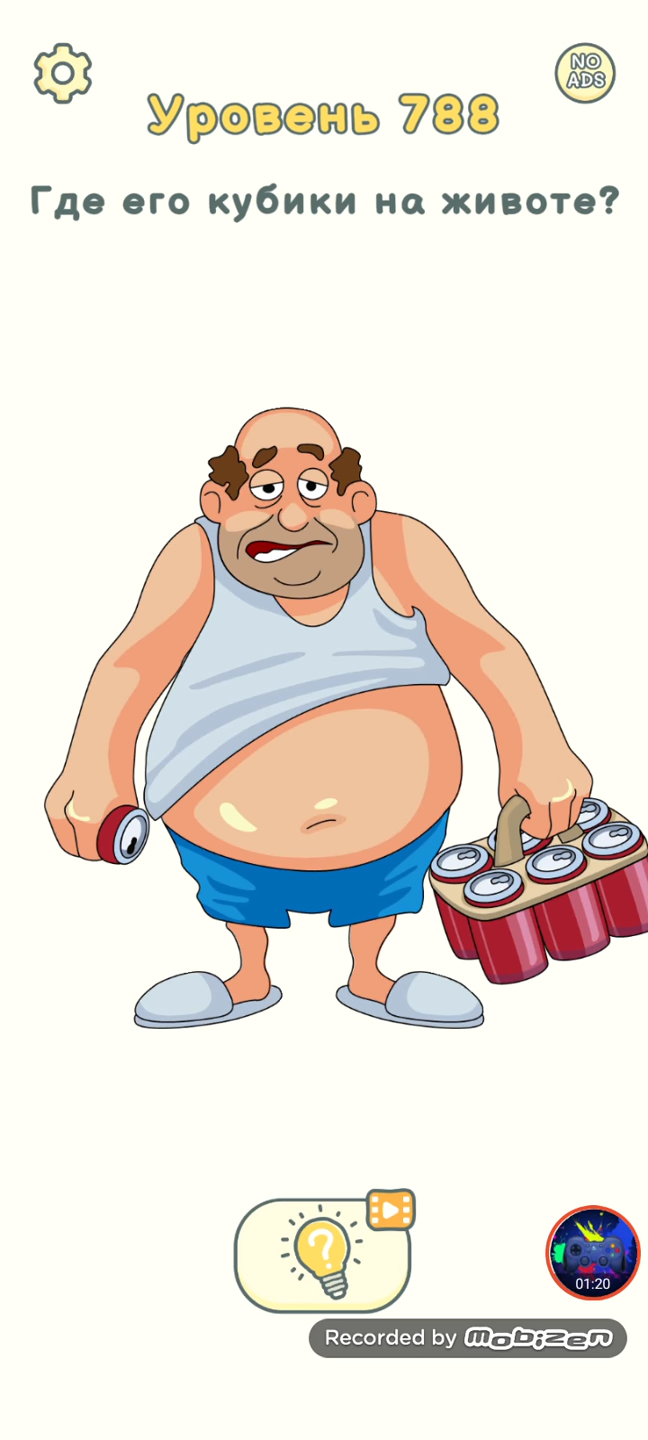 NO
ADS
Уровень 788
Где его кубики на животе?
?
01:20
Recorded by mobizen